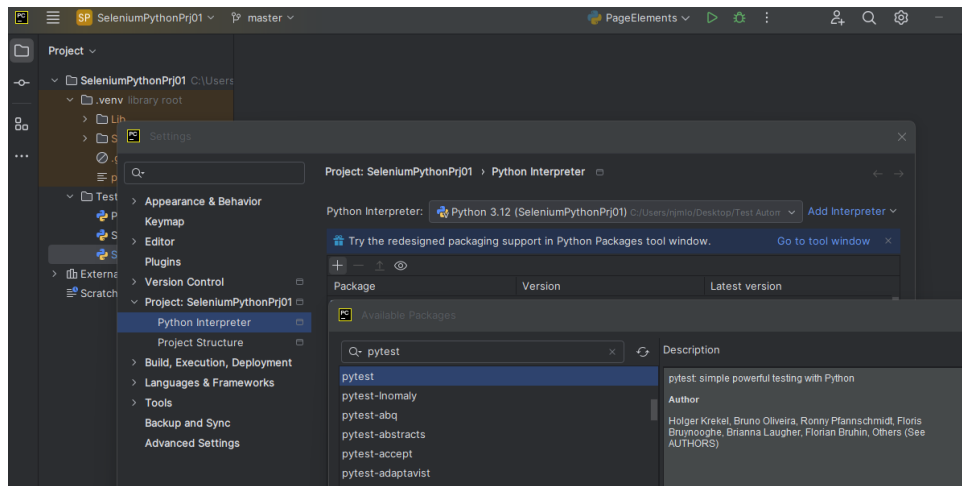 PC SP SeleniumPythonPrj01 master PageElements
Project
SeleniumPythonPrj01 C:\Users
.venv library root
Lib
S
.g
p
Test
P
S
S
Externa
Scratch
PC Settings
Project: SeleniumPythonPrj01 › Python Interpreter
Appearance & Behavior
Keymap
Editor
Plugins
Version Control
Project: SeleniumPythonPrj01
Python Interpreter
Project Structure
Build, Execution, Deployment
Languages & Frameworks
Tools
Backup and Sync
Advanced Settings
Python Interpreter: Python 3.12 (SeleniumPythonPrj01) C:/Users/njmlo/Desktop/Test Autom Add Interpreter
Try the redesigned packaging support in Python Packages tool window. Go to tool window
Package Version Latest version
PC Available Packages
pytest
pytest
pytest-Inomaly
pytest-abq
pytest-abstracts
pytest-accept
pytest-adaptavist
Description
pytest: simple powerful testing with Python
Author
Holger Krekel, Bruno Oliveira, Ronny Pfannschmidt, Floris
Bruynooghe, Brianna Laugher, Florian Bruhin, Others (See
AUTHORS)